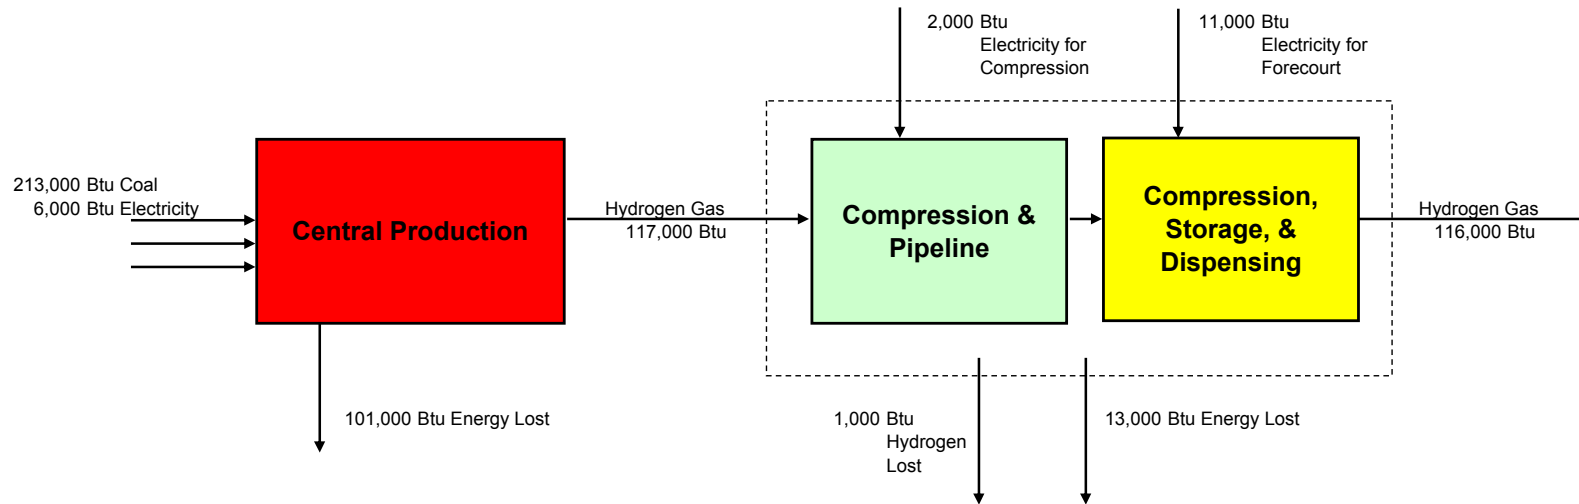 2,000 Btu
Electricity for
Compression
11,000 Btu
Electricity for
Forecourt
213,000 Btu Coal
6,000 Btu Electricity
Central Production
Hydrogen Gas
117,000 Btu
Compression &
Pipeline
Compression,
Storage, &
Dispensing
Hydrogen Gas
116,000 Btu
101,000 Btu Energy Lost
1,000 Btu
Hydrogen
Lost
13,000 Btu Energy Lost